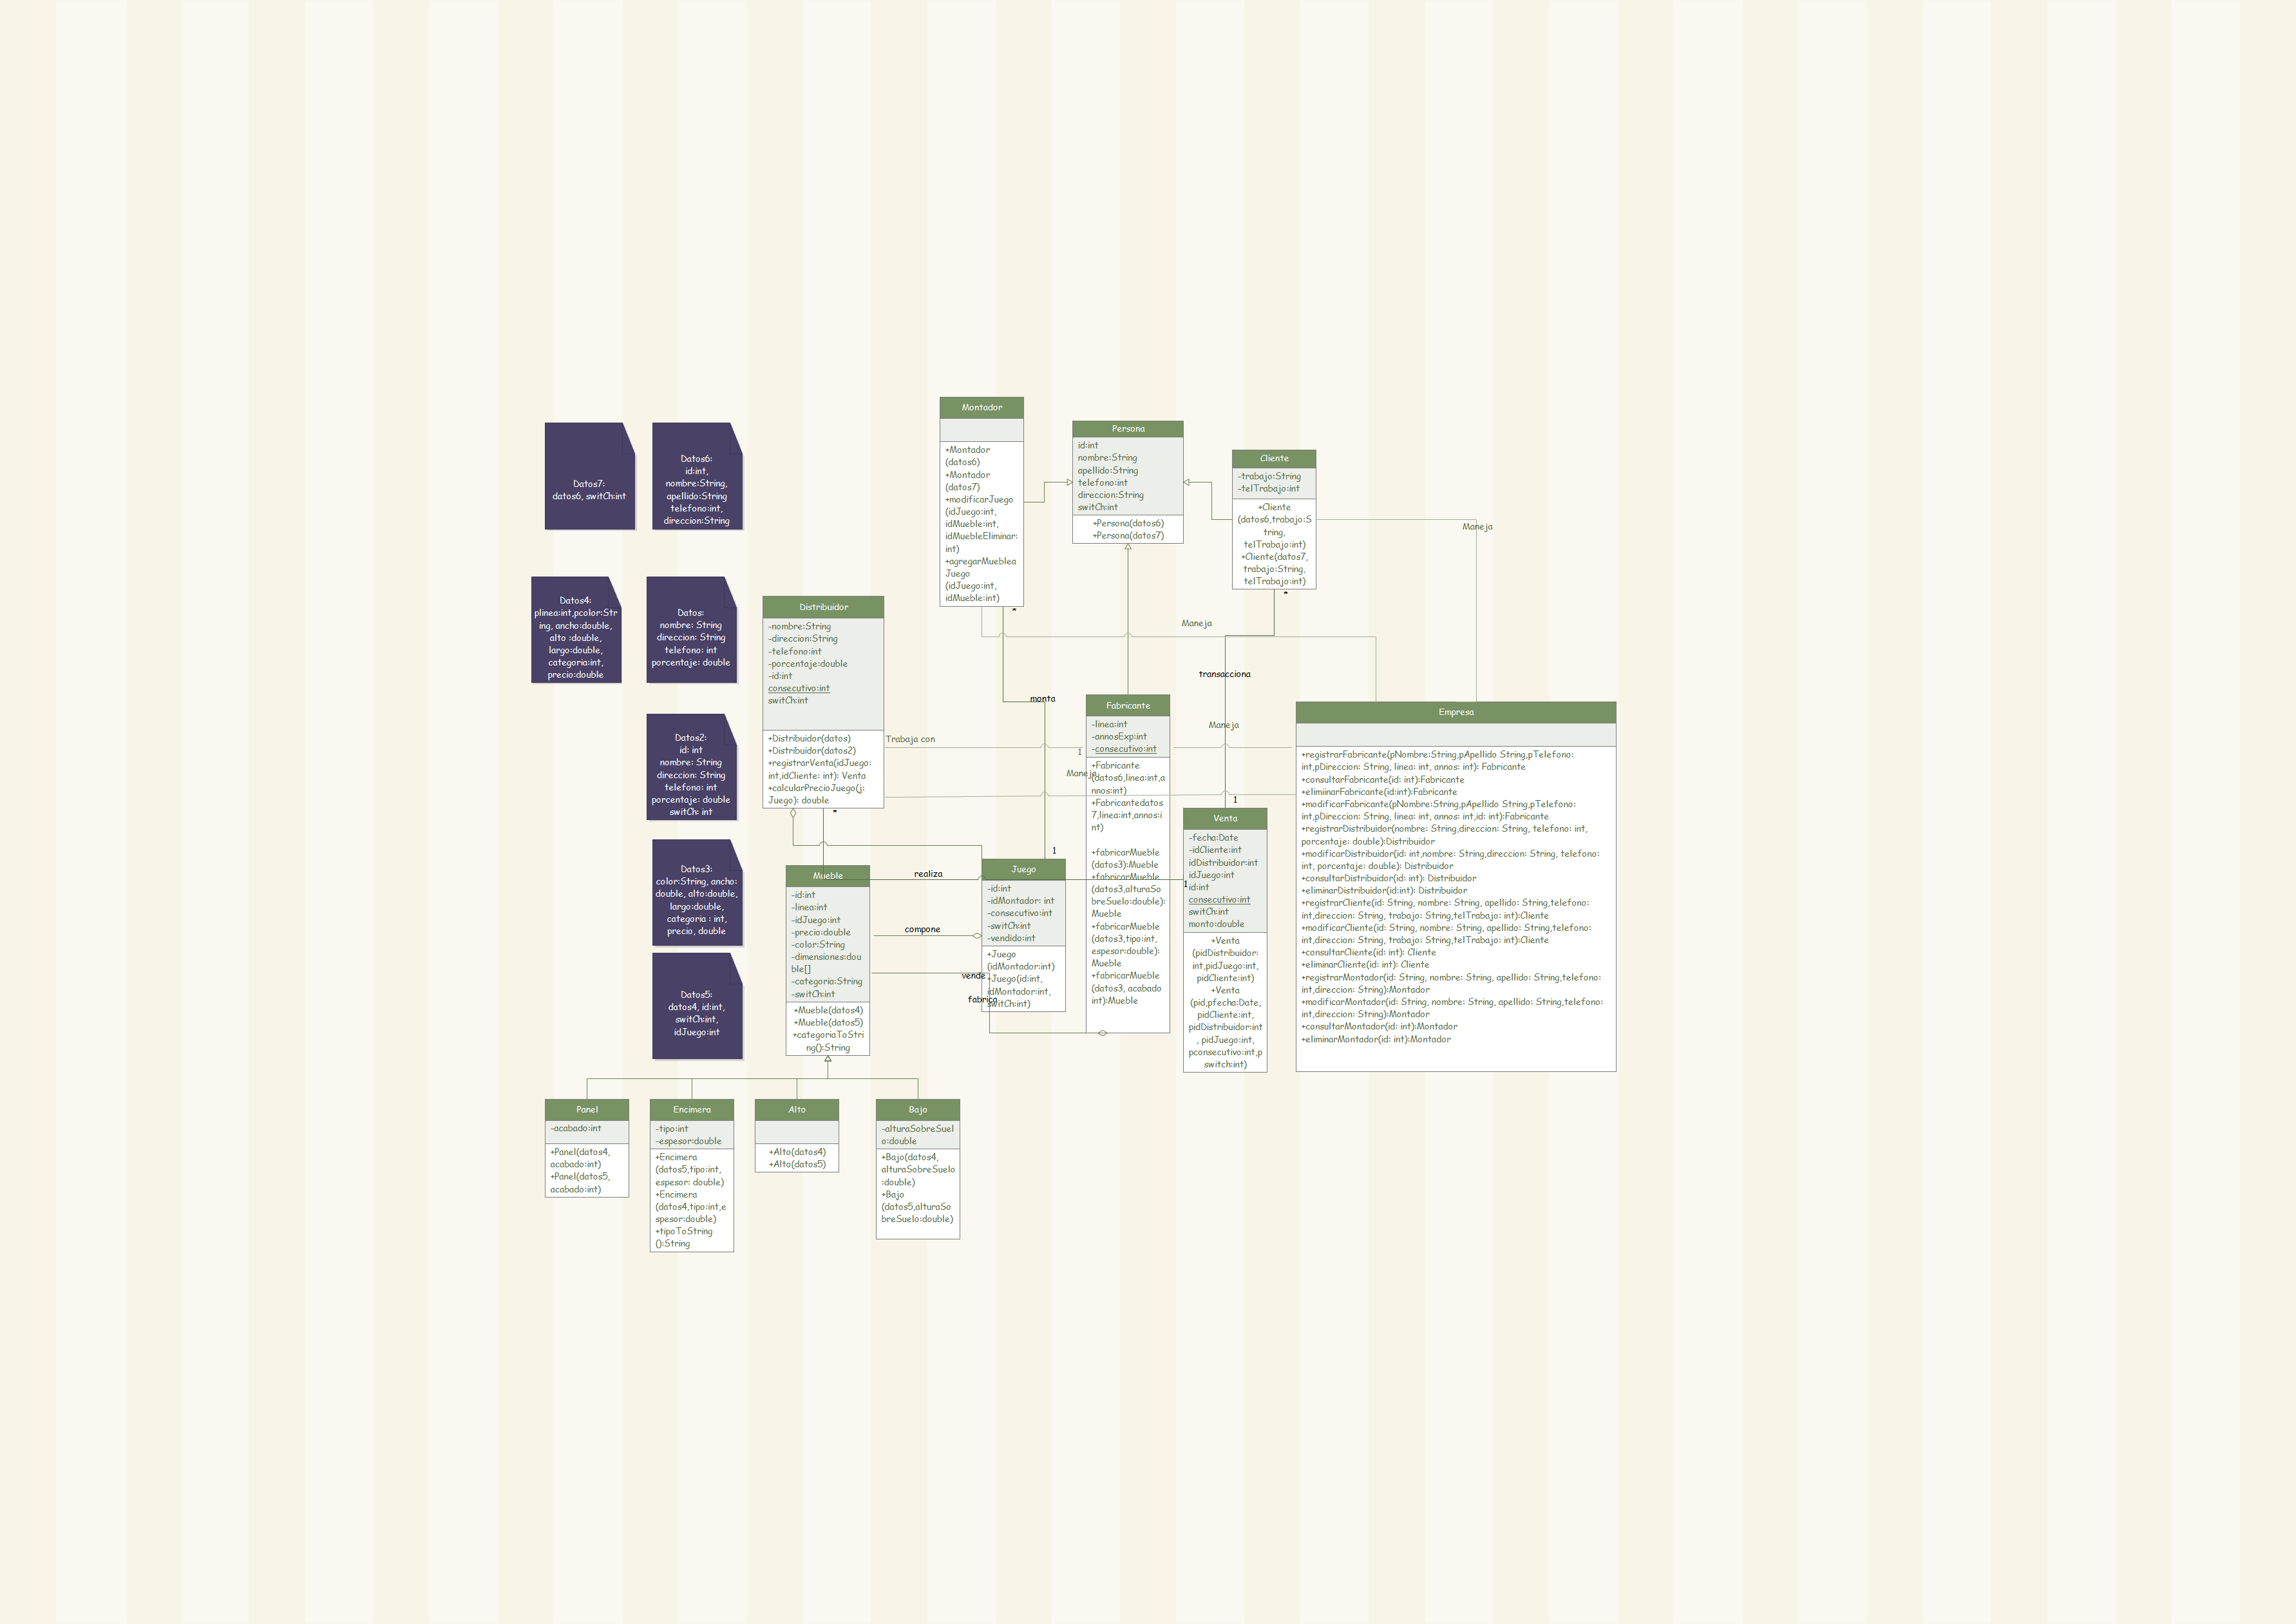 Montador
+Montador
(datos6)
+Montador
(datos7)
+modificarJuego
(idJuego:int,
idMueble:int,
idMuebleEliminar:
int)
+agregarMueblea
Juego
(idJuego:int,
idMueble:int)
*
Persona
id:int
nombre:String
apellido:String
telefono:int
direccion:String
switCh:int
+Persona(datos6)
+Persona(datos7)
Cliente
-trabajo:String
-telTrabajo:int
+Cliente
(datos6,trabajo:S
tring,
telTrabajo:int)
+Cliente(datos7,
trabajo:String,
telTrabajo:int)
*
Maneja
Datos7:
datos6, switCh:int
Datos6:
id:int,
nombre:String,
apellido:String
telefono:int,
direccion:String
Datos4:
plinea:int,pcolor:Str
ing, ancho:double,
alto :double,
largo:double,
categoria:int,
precio:double
Datos:
nombre: String
direccion: String
telefono: int
porcentaje: double
Datos2:
id: int
nombre: String
direccion: String
telefono: int
porcentaje: double
switCh: int
Datos3:
color:String, ancho:
double, alto:double,
largo:double,
categoria : int,
precio, double
Datos5:
datos4, id:int,
switCh:int,
idJuego:int
Distribuidor
-nombre:String
-direccion:String
-telefono:int
-porcentaje:double
-id:int
consecutivo:int
switCh:int
+Distribuidor(datos)
+Distribuidor(datos2)
+registrarVenta(idJuego:
int,idCliente: int): Venta
+calcularPrecioJuego(j:
Juego): double
*
Maneja
transacciona
monta
Maneja
Trabaja con
1
Maneja
1
1
Fabricante
-linea:int
-annosExp:int
-consecutivo:int
+Fabricante
(datos6,linea:int,a
nnos:int)
+Fabricantedatos
7,linea:int,annos:i
nt)
+fabricarMueble
(datos3):Mueble
+fabricarMueble
(datos3,alturaSo
breSuelo:double):
Mueble
+fabricarMueble
(datos3,tipo:int,
espesor:double):
Mueble
+fabricarMueble
(datos3, acabado
int):Mueble
Empresa
+registrarFabricante(pNombre:String,pApellido String,pTelefono:
int,pDireccion: String, linea: int, annos: int): Fabricante
+consultarFabricante(id: int):Fabricante
+elimiinarFabricante(id:int):Fabricante
+modificarFabricante(pNombre:String,pApellido String,pTelefono:
int,pDireccion: String, linea: int, annos: int,id: int):Fabricante
+registrarDistribuidor(nombre: String,direccion: String, telefono: int,
porcentaje: double):Distribuidor
+modificarDistribuidor(id: int,nombre: String,direccion: String, telefono:
int, porcentaje: double): Distribuidor
+consultarDistribuidor(id: int): Distribuidor
+eliminarDistribuidor(id:int): Distribuidor
+registrarCliente(id: String, nombre: String, apellido: String,telefono:
int,direccion: String, trabajo: String,telTrabajo: int):Cliente
+modificarCliente(id: String, nombre: String, apellido: String,telefono:
int,direccion: String, trabajo: String,telTrabajo: int):Cliente
+consultarCliente(id: int): Cliente
+eliminarCliente(id: int): Cliente
+registrarMontador(id: String, nombre: String, apellido: String,telefono:
int,direccion: String):Montador
+modificarMontador(id: String, nombre: String, apellido: String,telefono:
int,direccion: String):Montador
+consultarMontador(id: int):Montador
+eliminarMontador(id: int):Montador
Venta
-fecha:Date
-idCliente:int
idDistribuidor:int
idJuego:int
id:int
consecutivo:int
switCh:int
monto:double
+Venta
(pidDistribuidor:
int,pidJuego:int,
pidCliente:int)
+Venta
(pid,pfecha:Date,
pidCliente:int,
pidDistribuidor:int
, pidJuego:int,
pconsecutivo:int,p
switch:int)
1
Juego
-id:int
-idMontador: int
-consecutivo:int
-switCh:int
-vendido:int
+Juego
(idMontador:int)
+Juego(id:int,
idMontador:int,
switCh:int)
realiza
compone
vende
fabrica
Mueble
-id:int
-linea:int
-idJuego:int
-precio:double
-color:String
-dimensiones:dou
ble[]
-categoria:String
-switCh:int
+Mueble(datos4)
+Mueble(datos5)
+categoriaToStri
ng():String
Panel
-acabado:int
+Panel(datos4,
acabado:int)
+Panel(datos5,
acabado:int)
Encimera
-tipo:int
-espesor:double
+Encimera
(datos5,tipo:int,
espesor: double)
+Encimera
(datos4,tipo:int,e
spesor:double)
+tipoToString
():String
Alto
+Alto(datos4)
+Alto(datos5)
Bajo
-alturaSobreSuel
o:double
+Bajo(datos4,
alturaSobreSuelo
:double)
+Bajo
(datos5,alturaSo
breSuelo:double)